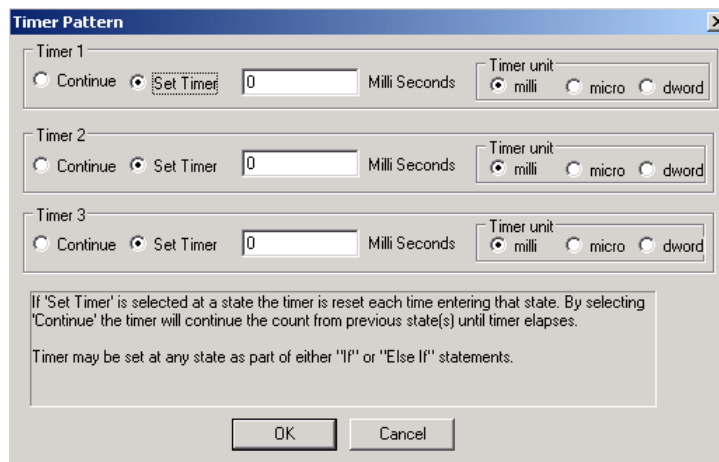 Timer Pattern
Timer 1
Continue Set Timer 0 Milli Seconds Timer unit milli micro dword
Timer 2
Continue Set Timer 0 Milli Seconds Timer unit milli micro dword
Timer 3
Continue Set Timer 0 Milli Seconds Timer unit milli micro dword
If 'Set Timer' is selected at a state the timer is reset each time entering that state. By selecting
'Continue' the timer will continue the count from previous state(s) until timer elapses.
Timer may be set at any state as part of either "If" or "Else If" statements.
OK Cancel